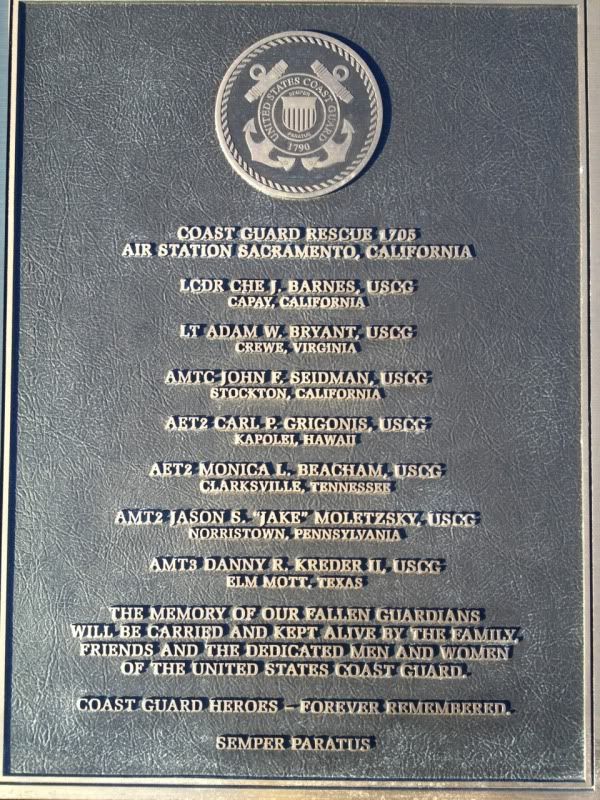 UNITED STATES COAST GUARD
SEMPER
PARATUS
1790
COAST GUARD RESCUE 1705
AIR STATION SACRAMENTO, CALIFORNIA
LCDR CHE J. BARNES, USCG
CAPAY, CALIFORNIA
LT ADAM W. BRYANT, USCG
CREWE, VIRGINIA
AMTC JOHN F. SEIDMAN, USCG
STOCKTON, CALIFORNIA
AET2 CARL P. GRIGONIS, USCG
KAPOLEI, HAWAII
AET2 MONICA L. BEACHAM, USCG
CLARKSVILLE, TENNESSEE
AMT2 JASON S. "JAKE" MOLETZSKY, USCG
NORRISTOWN, PENNSYLVANIA
AMT3 DANNY R. KREDER II, USCG
ELM MOTT, TEXAS
THE MEMORY OF OUR FALLEN GUARDIANS
WILL BE CARRIED AND KEPT ALIVE BY THE FAMILY,
FRIENDS AND THE DEDICATED MEN AND WOMEN
OF THE UNITED STATES COAST GUARD.
COAST GUARD HEROES – FOREVER REMEMBERED.
SEMPER PARATUS